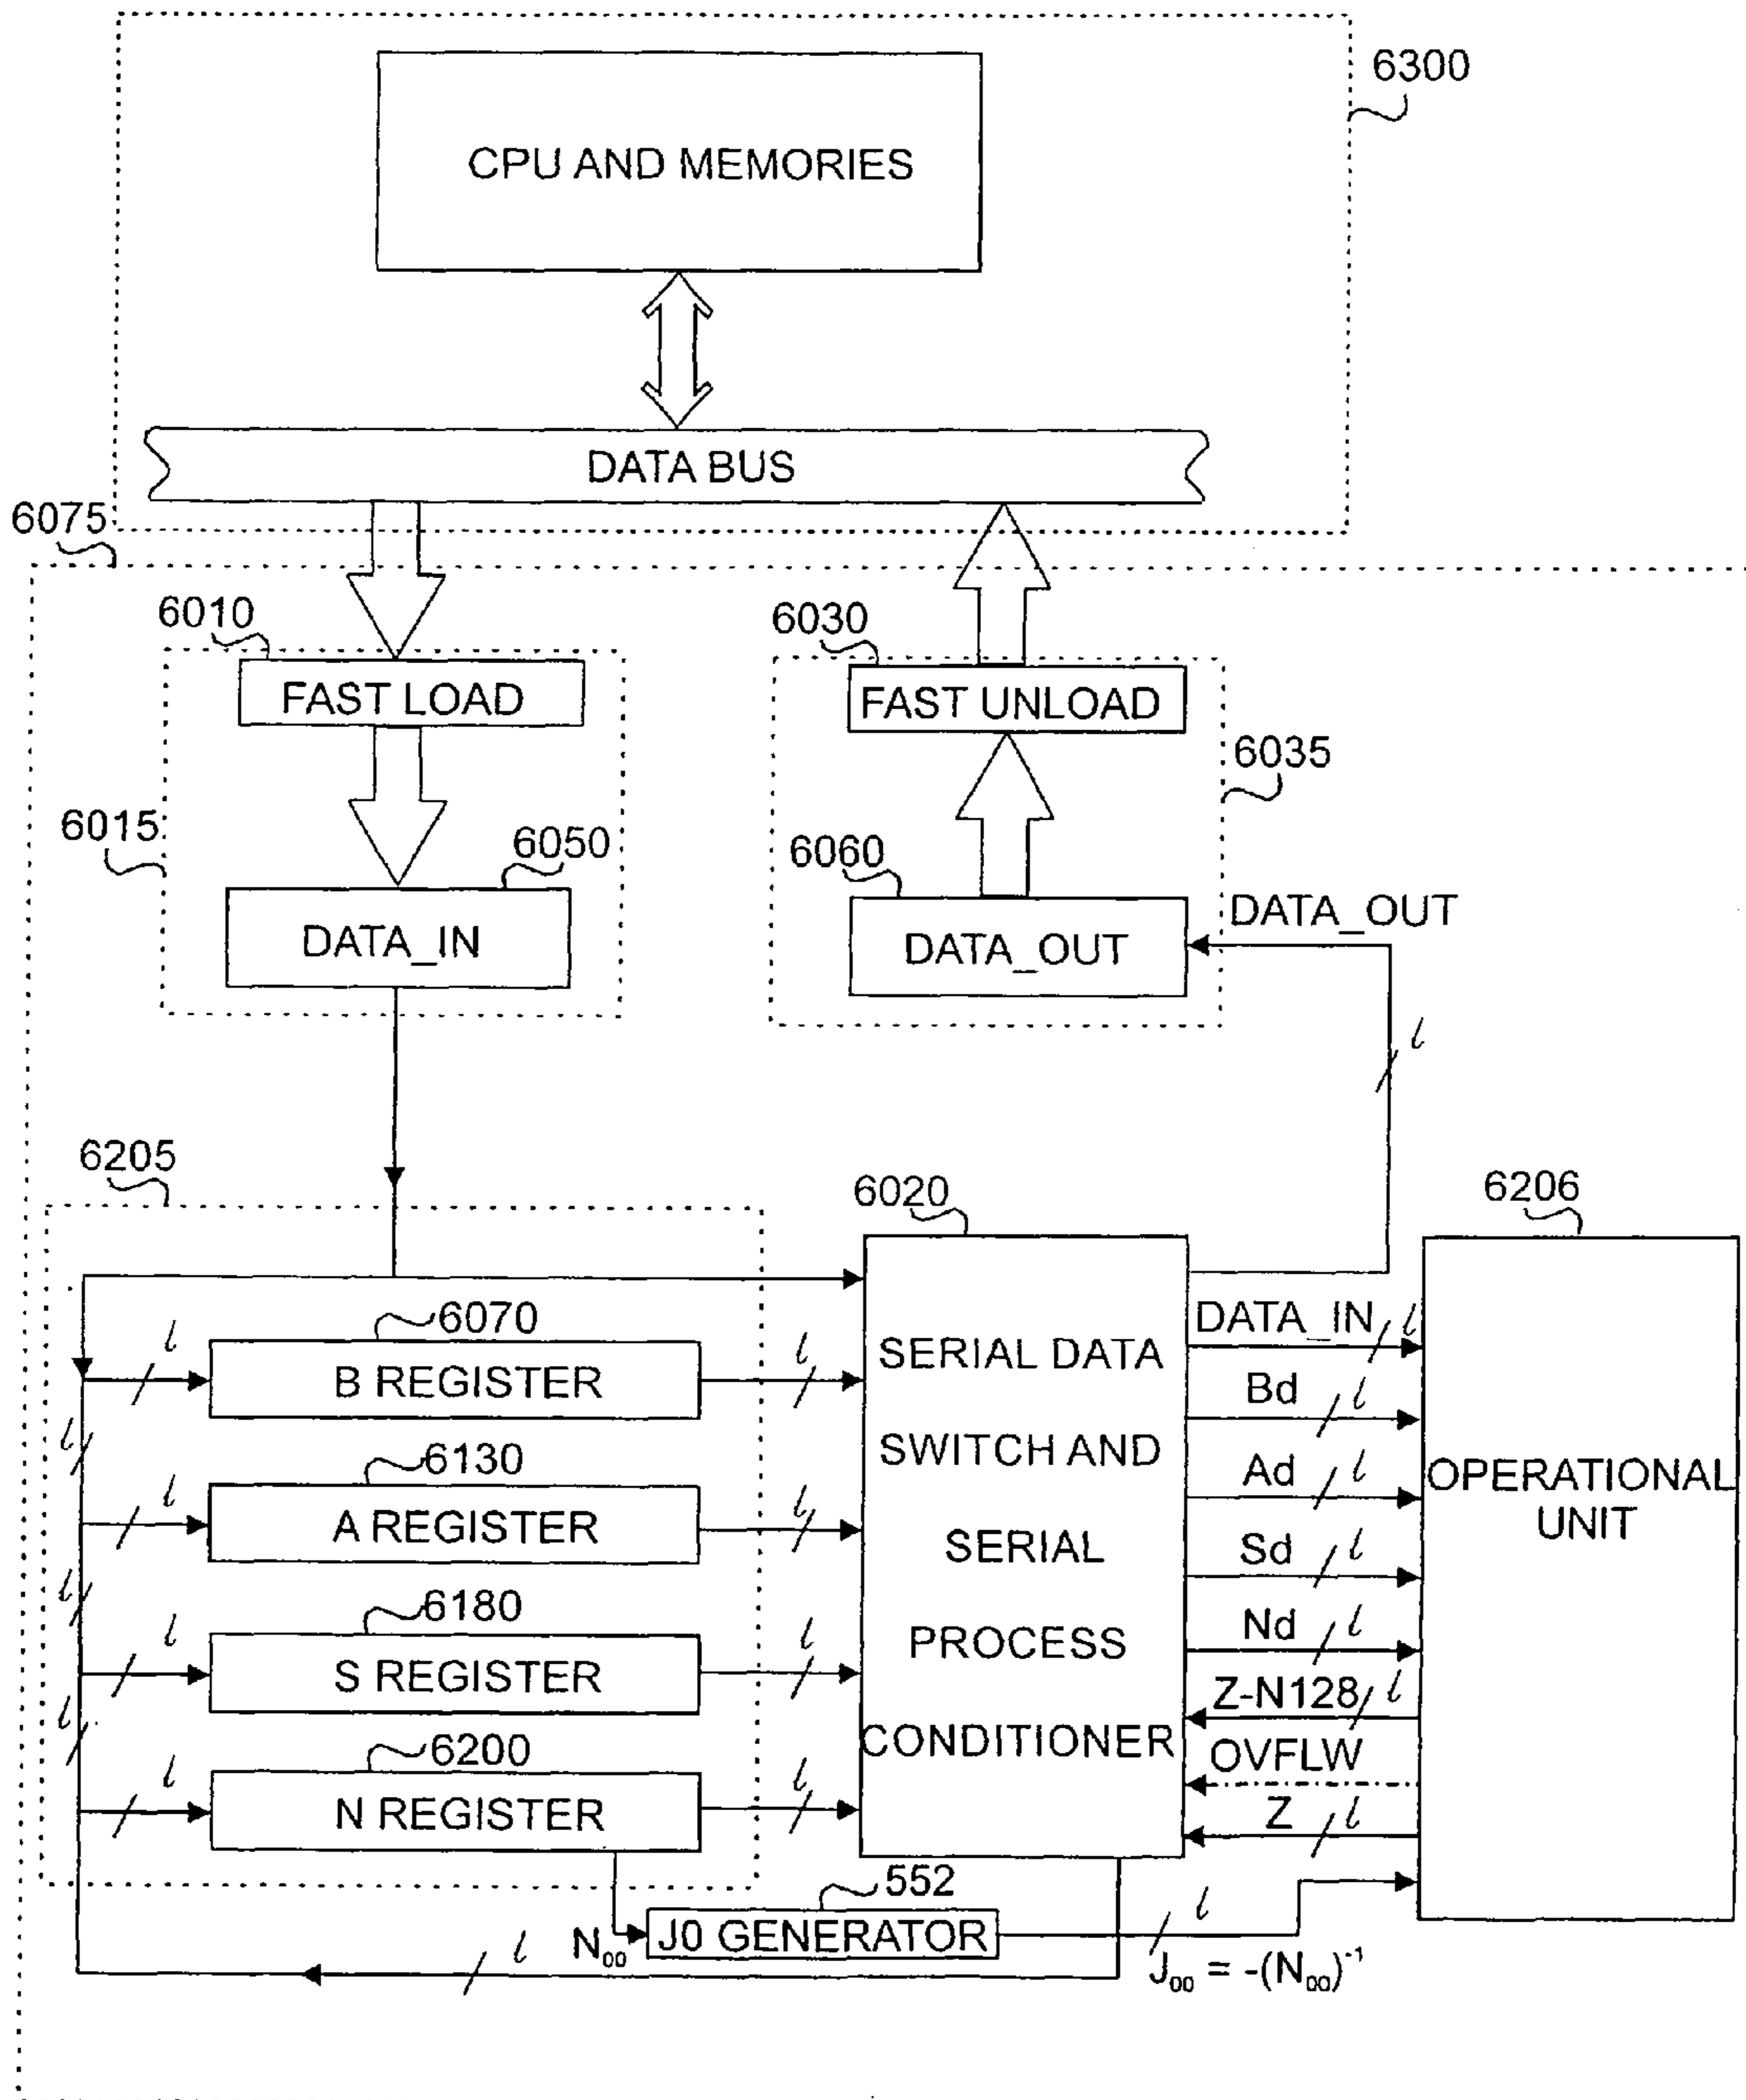 6300
CPU AND MEMORIES
DATA BUS
6075
6010
FAST LOAD
6030
FAST UNLOAD
6035
6015
6050
DATA_IN
6060
DATA_OUT
DATA_OUT
l
6205
6020
6206
6070
l
B REGISTER
l
l
6130
A REGISTER
l
l
l
6180
l
S REGISTER
l
l
6200
l
N REGISTER
l
SERIAL DATA
SWITCH AND
SERIAL
PROCESS
CONDITIONER
DATA_IN l
Bd l
Ad l
Sd l
Nd l
Z-N128 l
OVFLW
Z l
OPERATIONAL
UNIT
552
N₀₀
J0 GENERATOR
l
l
J₀₀ = -(N₀₀)⁻¹